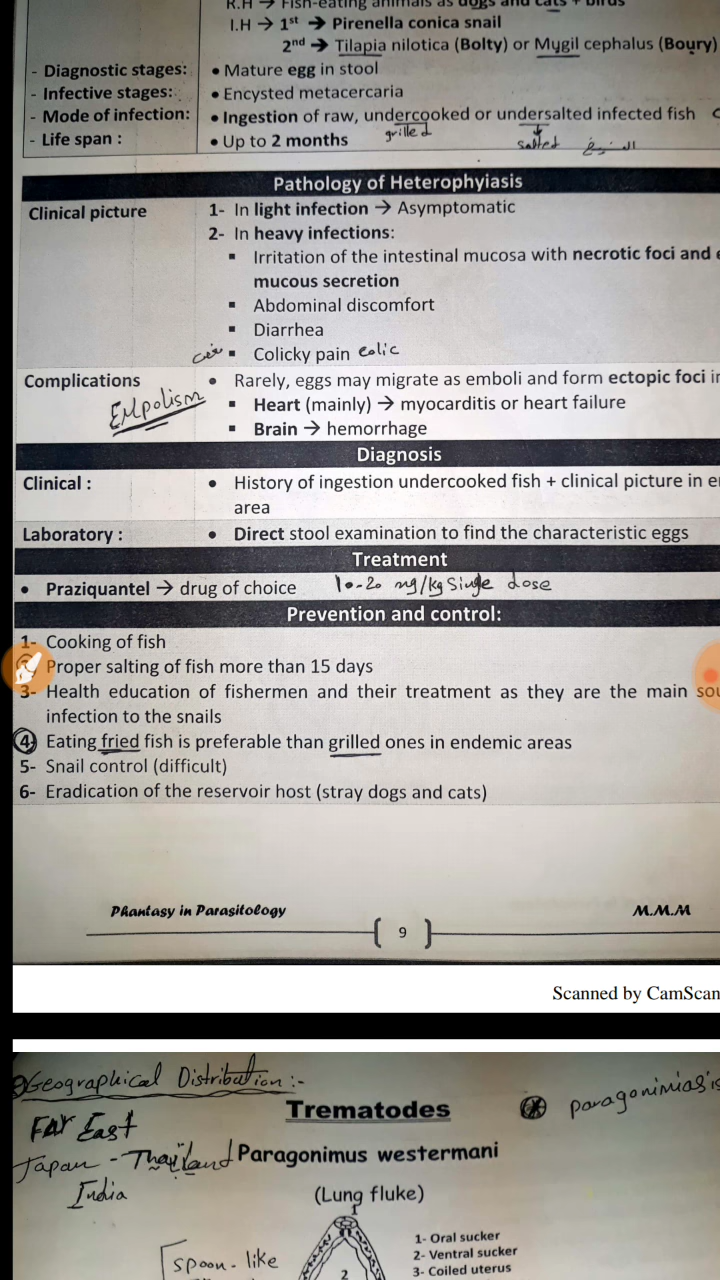 R.H → Fish-eating animals as dogs and cats + birds
I.H → 1st → Pirenella conica snail
2nd → Tilapia nilotica (Bolty) or Mygil cephalus (Boury)
- Diagnostic stages: • Mature egg in stool
- Infective stages: • Encysted metacercaria
- Mode of infection: • Ingestion of raw, undercooked or undersalted infected fish
grilled salted
- Life span : • Up to 2 months
Pathology of Heterophyiasis
Clinical picture 1- In light infection → Asymptomatic
2- In heavy infections:
▪ Irritation of the intestinal mucosa with necrotic foci and
mucous secretion
▪ Abdominal discomfort
▪ Diarrhea
▪ Colicky pain colic
Complications • Rarely, eggs may migrate as emboli and form ectopic foci
Empolism ▪ Heart (mainly) → myocarditis or heart failure
▪ Brain → hemorrhage
Diagnosis
Clinical : • History of ingestion undercooked fish + clinical picture in
area
Laboratory : • Direct stool examination to find the characteristic eggs
Treatment
• Praziquantel → drug of choice 10-20 mg/kg Single dose
Prevention and control:
1- Cooking of fish
Proper salting of fish more than 15 days
3- Health education of fishermen and their treatment as they are the main
infection to the snails
4 Eating fried fish is preferable than grilled ones in endemic areas
5- Snail control (difficult)
6- Eradication of the reservoir host (stray dogs and cats)
Phantasy in Parasitology M.M.M
9
Scanned by CamScan
Geographical Distribution :-
Trematodes
paragonimiasis
Far East
Japan - Thailand
Paragonimus westermani
India
(Lung fluke)
1
1- Oral sucker
2- Ventral sucker
spoon-like
2
3- Coiled uterus